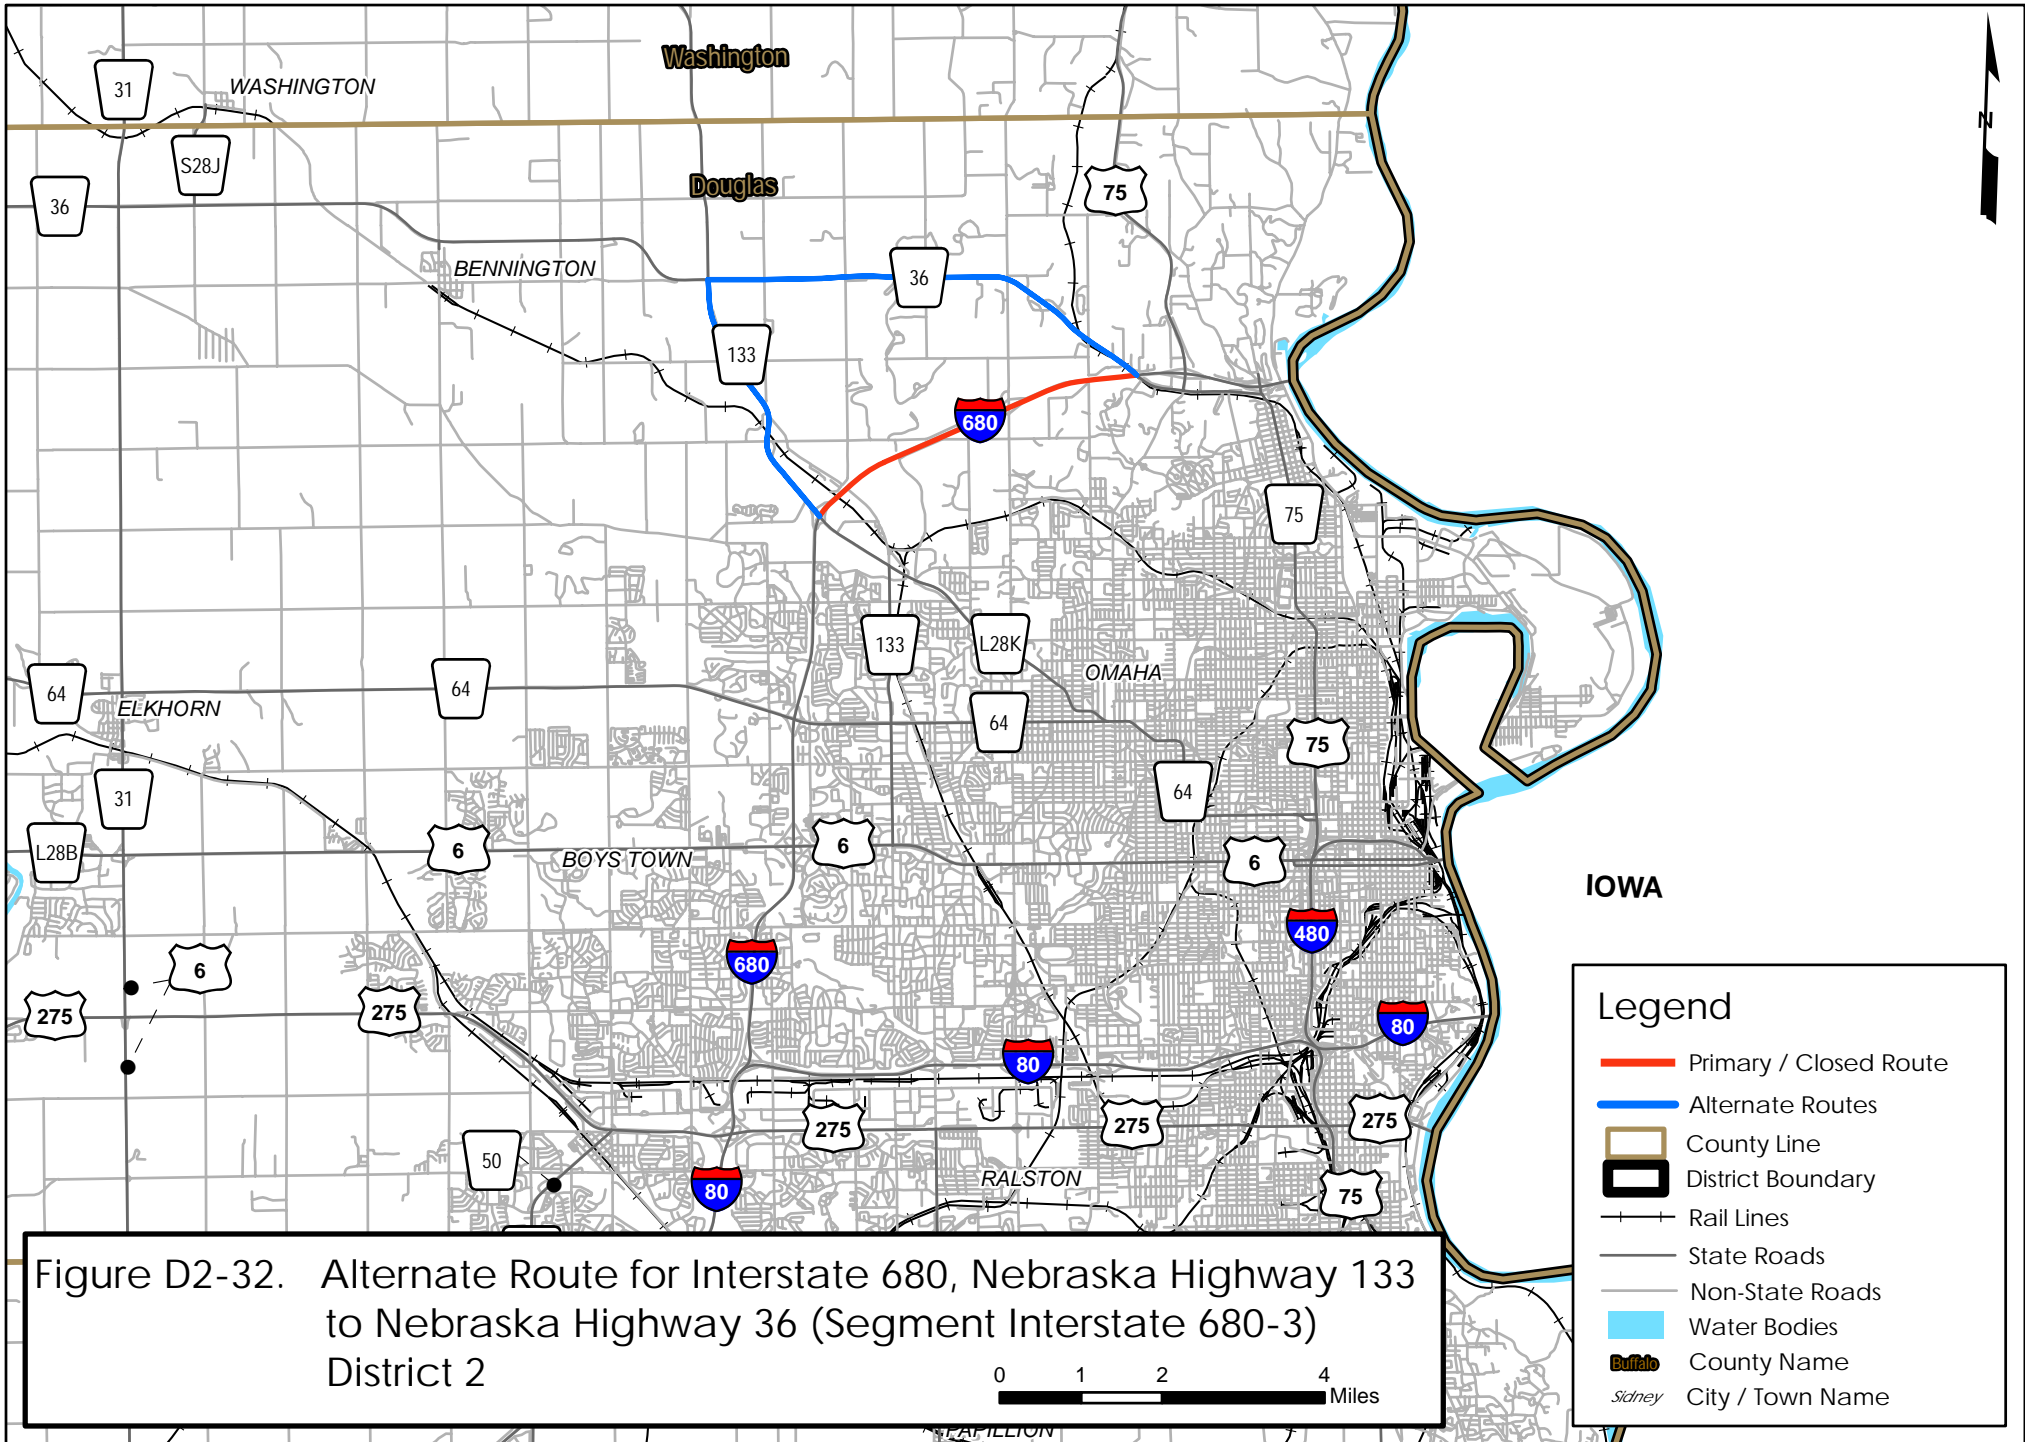 Washington
31
WASHINGTON
S28J
36
Douglas
75
BENNINGTON
36
133
680
75
133
L28K
OMAHA
64
ELKHORN
64
64
75
31
64
L28B
6
BOYS TOWN
6
6
IOWA
480
680
6
275
275
80
80
275
275
275
50
80
RALSTON
75
N
Legend
Primary / Closed Route
Alternate Routes
County Line
District Boundary
Rail Lines
State Roads
Non-State Roads
Water Bodies
Buffalo County Name
Sidney City / Town Name
Figure D2-32. Alternate Route for Interstate 680, Nebraska Highway 133
to Nebraska Highway 36 (Segment Interstate 680-3)
District 2
0 1 2 4
Miles
PAPILLION